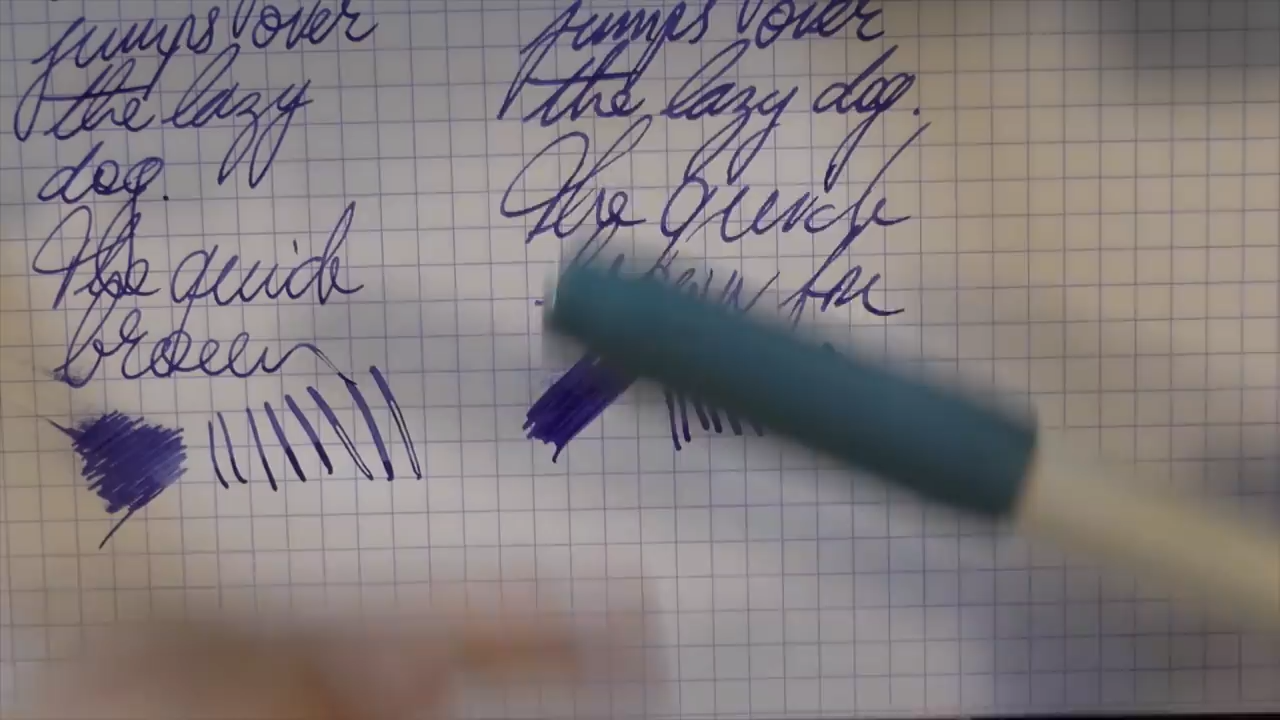 jumps over
the lazy
dog.
The quick
brown
jumps over
the lazy dog.
The quick
fox